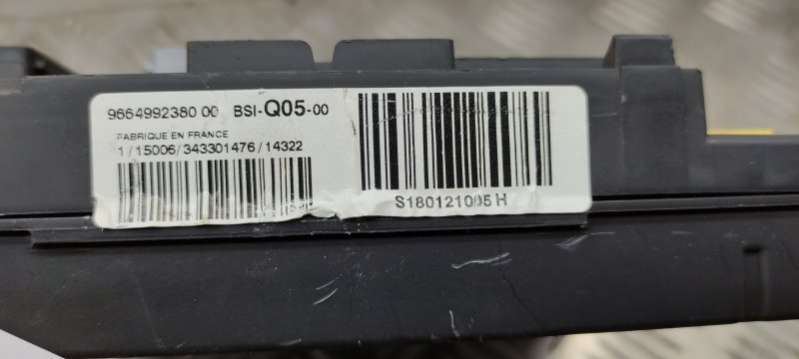 9664992380 00 BSI-Q05-00
FABRIQUE EN FRANCE
1/15006/343301476/14322
S180121005 H